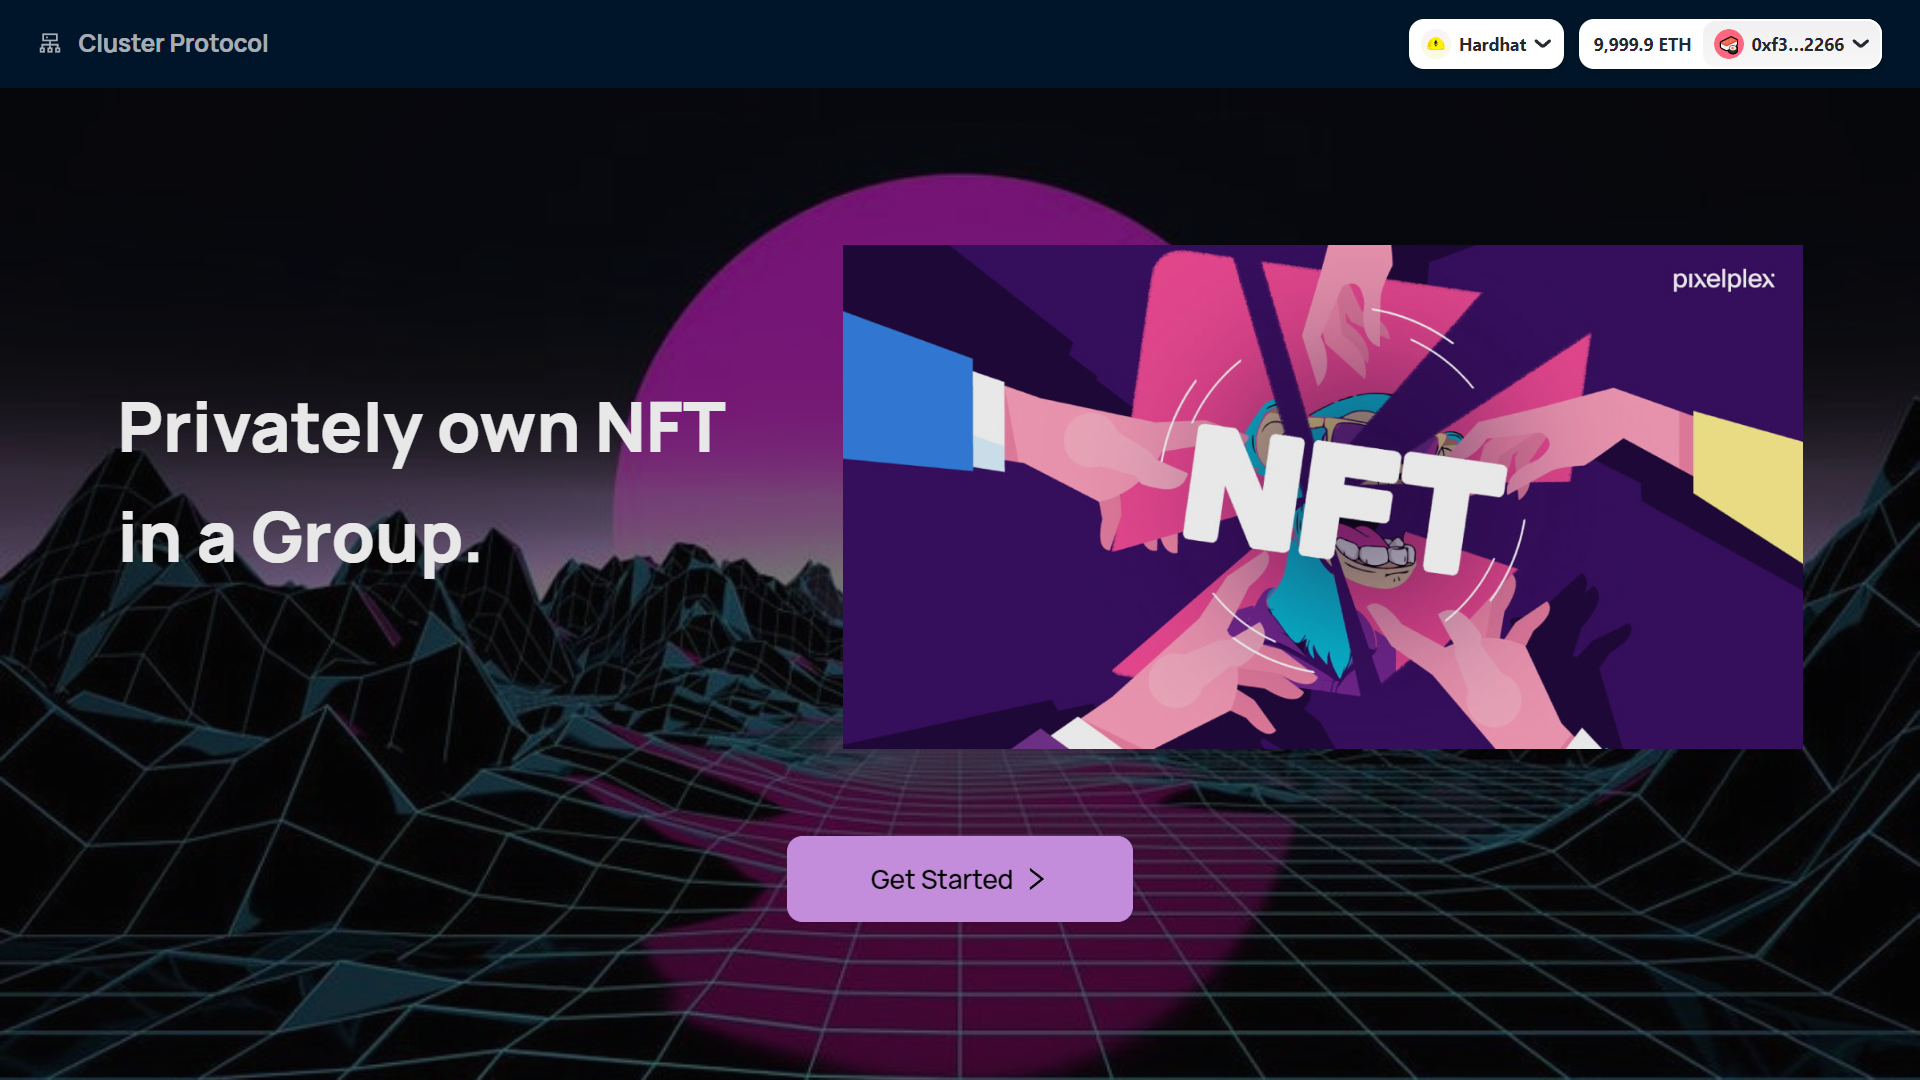 Cluster Protocol
Hardhat
9,999.9 ETH
0xf3...2266
pixelplex
NFT
Privately own NFT
in a Group.
Get Started